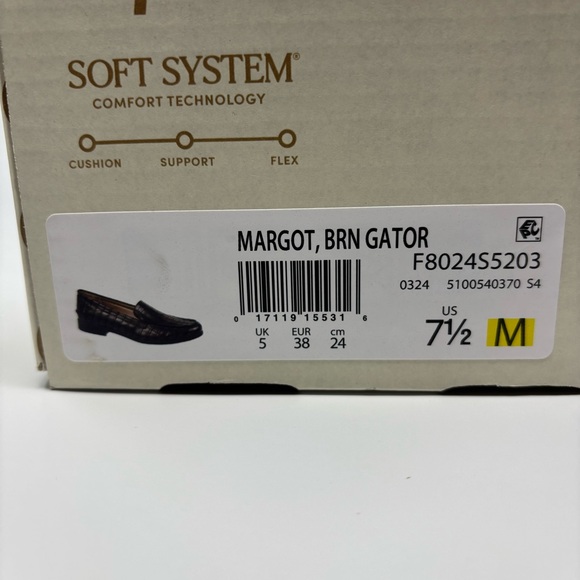 SOFT SYSTEM®
COMFORT TECHNOLOGY
CUSHION SUPPORT FLEX
MARGOT, BRN GATOR
F8024S5203
0324 5100540370 S4
0 17119 15531 6
UK EUR cm
5 38 24
US
7½ M